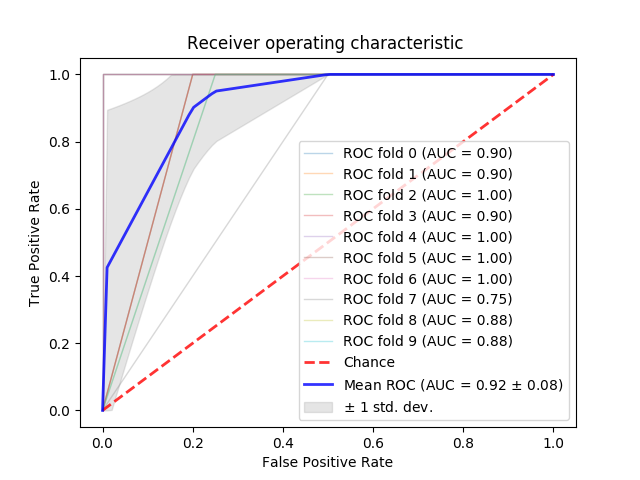 Receiver operating characteristic
1.0
0.8
0.6
0.4
0.2
0.0
True Positive Rate
ROC fold 0 (AUC = 0.90)
ROC fold 1 (AUC = 0.90)
ROC fold 2 (AUC = 1.00)
ROC fold 3 (AUC = 0.90)
ROC fold 4 (AUC = 1.00)
ROC fold 5 (AUC = 1.00)
ROC fold 6 (AUC = 1.00)
ROC fold 7 (AUC = 0.75)
ROC fold 8 (AUC = 0.88)
ROC fold 9 (AUC = 0.88)
Chance
Mean ROC (AUC = 0.92 ± 0.08)
± 1 std. dev.
0.0 0.2 0.4 0.6 0.8 1.0
False Positive Rate